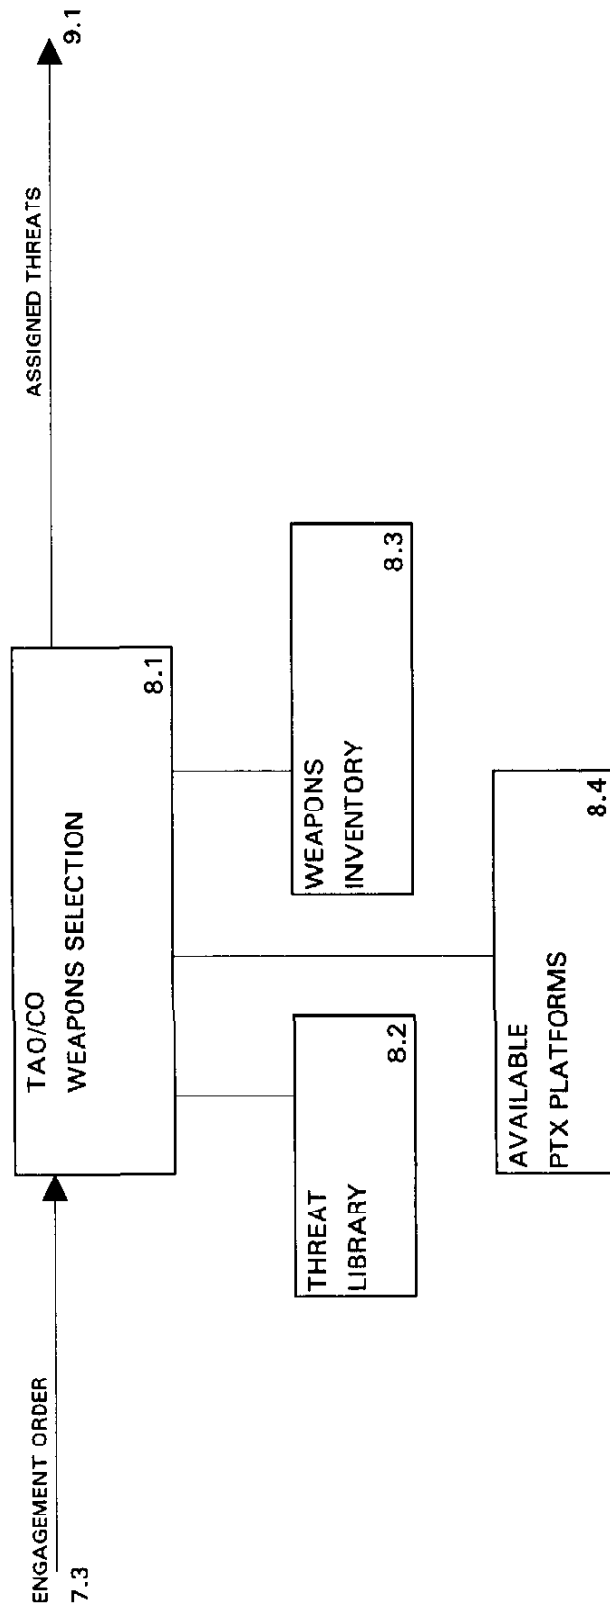 ENGAGEMENT ORDER
7.3
TAO/CO
WEAPONS SELECTION
8.1
ASSIGNED THREATS
9.1
THREAT
LIBRARY
8.2
WEAPONS
INVENTORY
8.3
AVAILABLE
PTX PLATFORMS
8.4